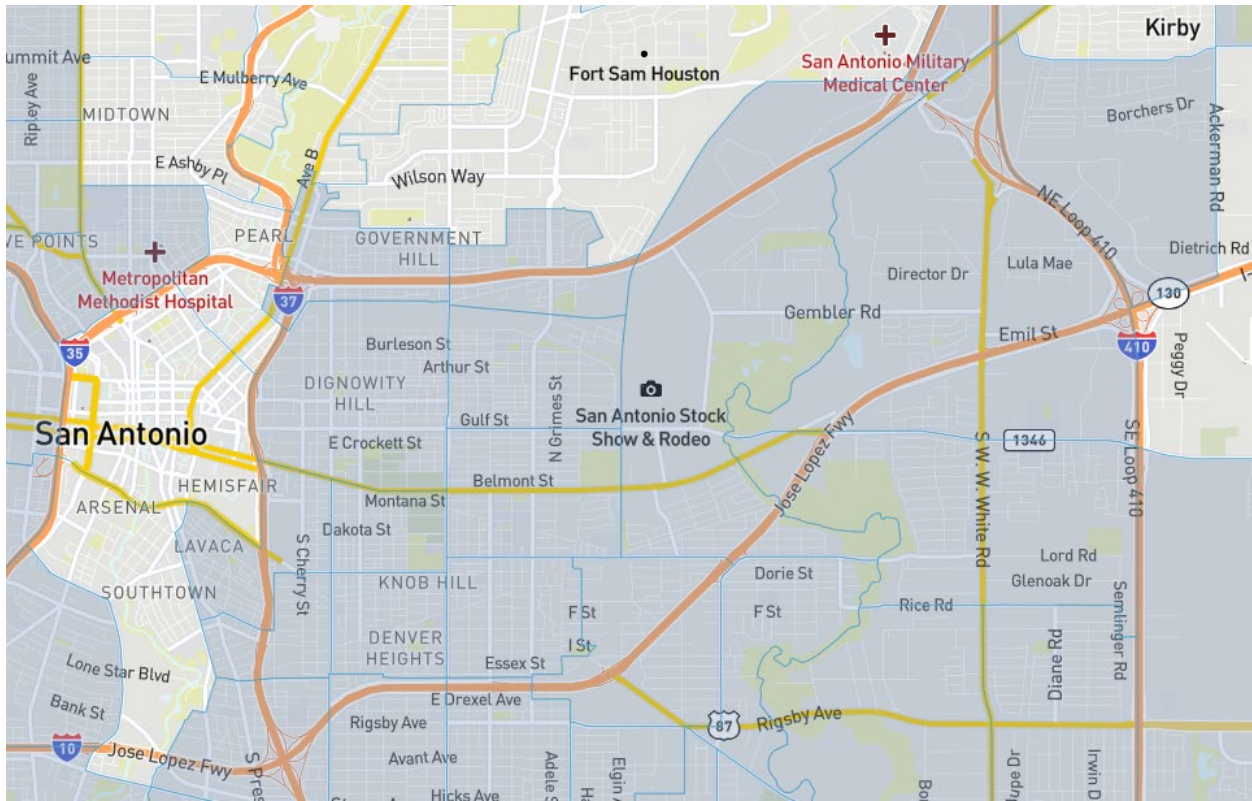 Kirby
San Antonio Military
Medical Center
Fort Sam Houston
E Mulberry Ave
ummit Ave
Ripley Ave
MIDTOWN
Borchers Dr
Ackerman Rd
E Ashby Pl
Ave B
Wilson Way
NE Loop 410
VE POINTS
PEARL
GOVERNMENT
HILL
Dietrich Rd
Metropolitan
Methodist Hospital
Director Dr
Lula Mae
I-
130
37
Gembler Rd
Emil St
35
Burleson St
410
Peggy Dr
Arthur St
DIGNOWITY
HILL
N Grimes St
San Antonio Stock
Show & Rodeo
Gulf St
San Antonio
E Crockett St
1346
S W. W. White Rd
SE Loop 410
Jose Lopez Fwy
HEMISFAIR
Belmont St
ARSENAL
Montana St
Dakota St
LAVACA
S Cherry St
Lord Rd
KNOB HILL
Dorie St
Glenoak Dr
SOUTHTOWN
F St
F St
Rice Rd
Semlinger Rd
DENVER
HEIGHTS
I St
Diane Rd
Lone Star Blvd
Essex St
E Drexel Ave
Bank St
Rigsby Ave
87
Rigsby Ave
10
Jose Lopez Fwy
S Pres
Avant Ave
Adele S
Elgin A
upe Dr
Irwin D
Hicks Ave